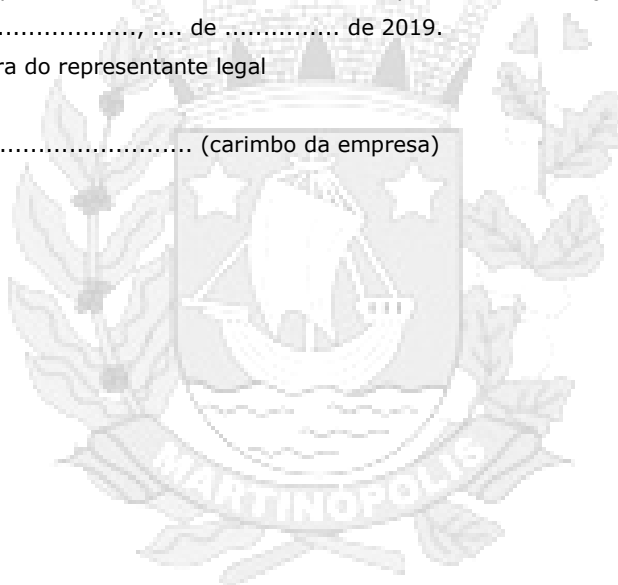 ..................., .... de ............... de 2019.
ra do representante legal
.......................... (carimbo da empresa)
MARTINÓPOLIS